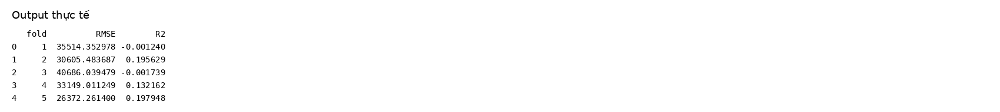 Output thực tế
fold RMSE R2
0 1 35514.352978 -0.001240
1 2 30605.483687 0.195629
2 3 40686.039479 -0.001739
3 4 33149.011249 0.132162
4 5 26372.261400 0.197948